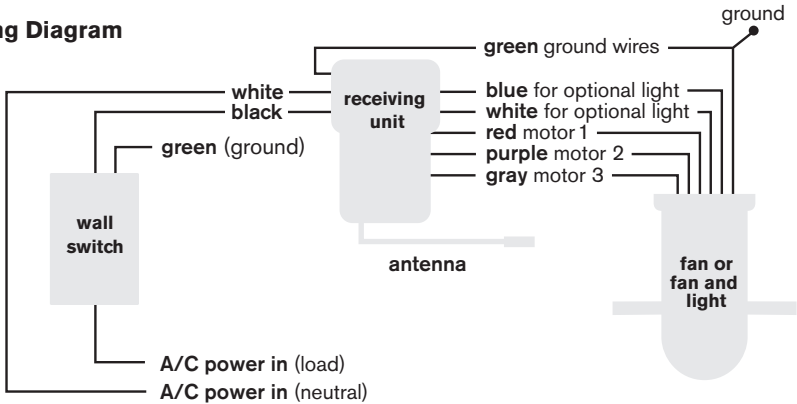 ng Diagram
ground
green ground wires
white
black
green (ground)
receiving
unit
blue for optional light
white for optional light
red motor 1
purple motor 2
gray motor 3
wall
switch
antenna
fan or
fan and
light
A/C power in (load)
A/C power in (neutral)